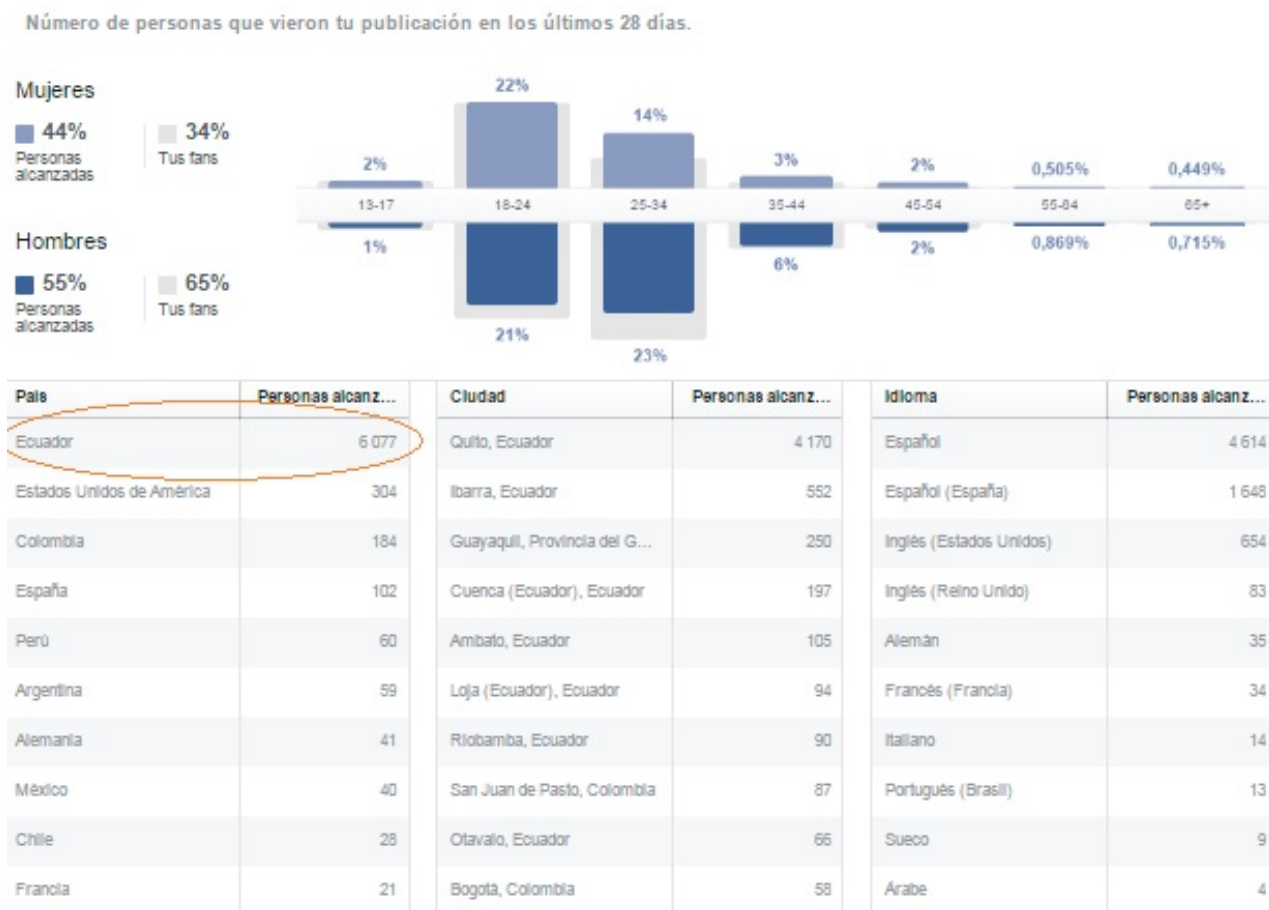 Número de personas que vieron tu publicación en los últimos 28 días.
Mujeres
44%
Personas alcanzadas
34%
Tus fans
22%
14%
2%
3%
2%
0,505%
0,449%
13-17
18-24
25-34
35-44
45-54
55-64
65+
Hombres
55%
Personas alcanzadas
65%
Tus fans
1%
21%
23%
6%
2%
0,869%
0,715%
País Personas alcanz... Ciudad Personas alcanz... Idioma Personas alcanz...
Ecuador 6 077 Quito, Ecuador 4 170 Español 4 614
Estados Unidos de América 304 Ibarra, Ecuador 552 Español (España) 1 648
Colombia 184 Guayaquil, Provincia del G... 250 Inglés (Estados Unidos) 654
España 102 Cuenca (Ecuador), Ecuador 197 Inglés (Reino Unido) 83
Perú 60 Ambato, Ecuador 105 Alemán 35
Argentina 59 Loja (Ecuador), Ecuador 94 Francés (Francia) 34
Alemania 41 Riobamba, Ecuador 90 Italiano 14
México 40 San Juan de Pasto, Colombia 87 Portugués (Brasil) 13
Chile 28 Otavalo, Ecuador 66 Sueco 9
Francia 21 Bogotá, Colombia 58 Árabe 4